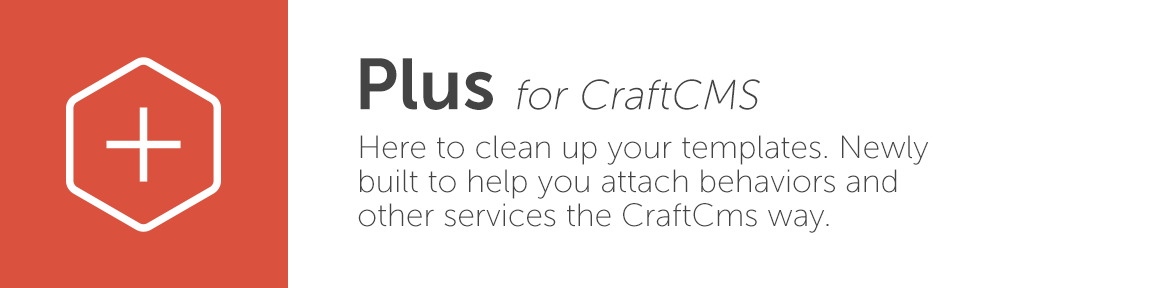 Plus for CraftCMS
Here to clean up your templates. Newly
built to help you attach behaviors and
other services the CraftCms way.